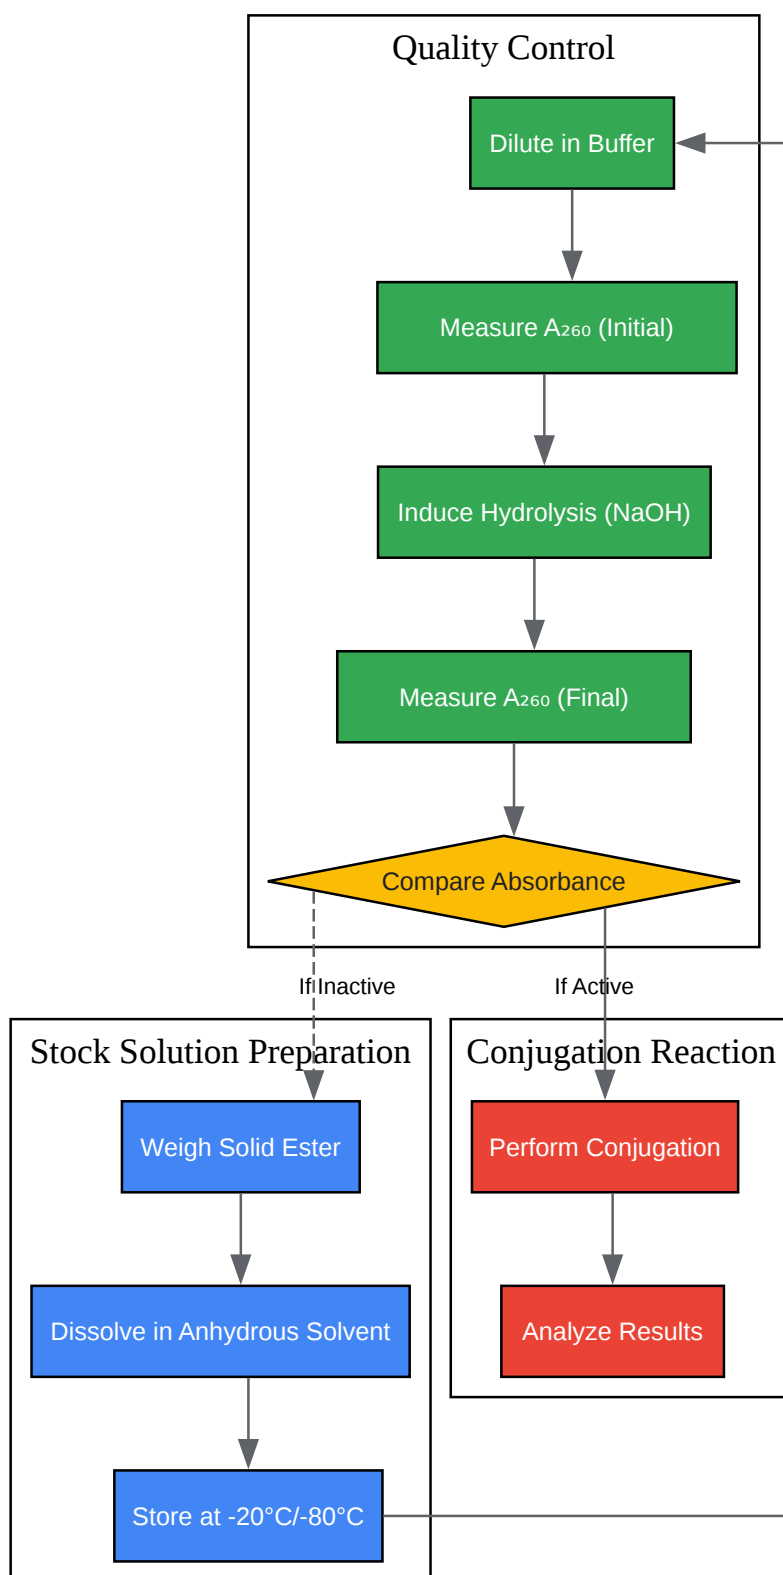 Quality Control
Dilute in Buffer
Measure A₂₆₀ (Initial)
Induce Hydrolysis (NaOH)
Measure A₂₆₀ (Final)
Compare Absorbance
If Inactive
If Active
Stock Solution Preparation
Weigh Solid Ester
Dissolve in Anhydrous Solvent
Store at -20°C/-80°C
Conjugation Reaction
Perform Conjugation
Analyze Results